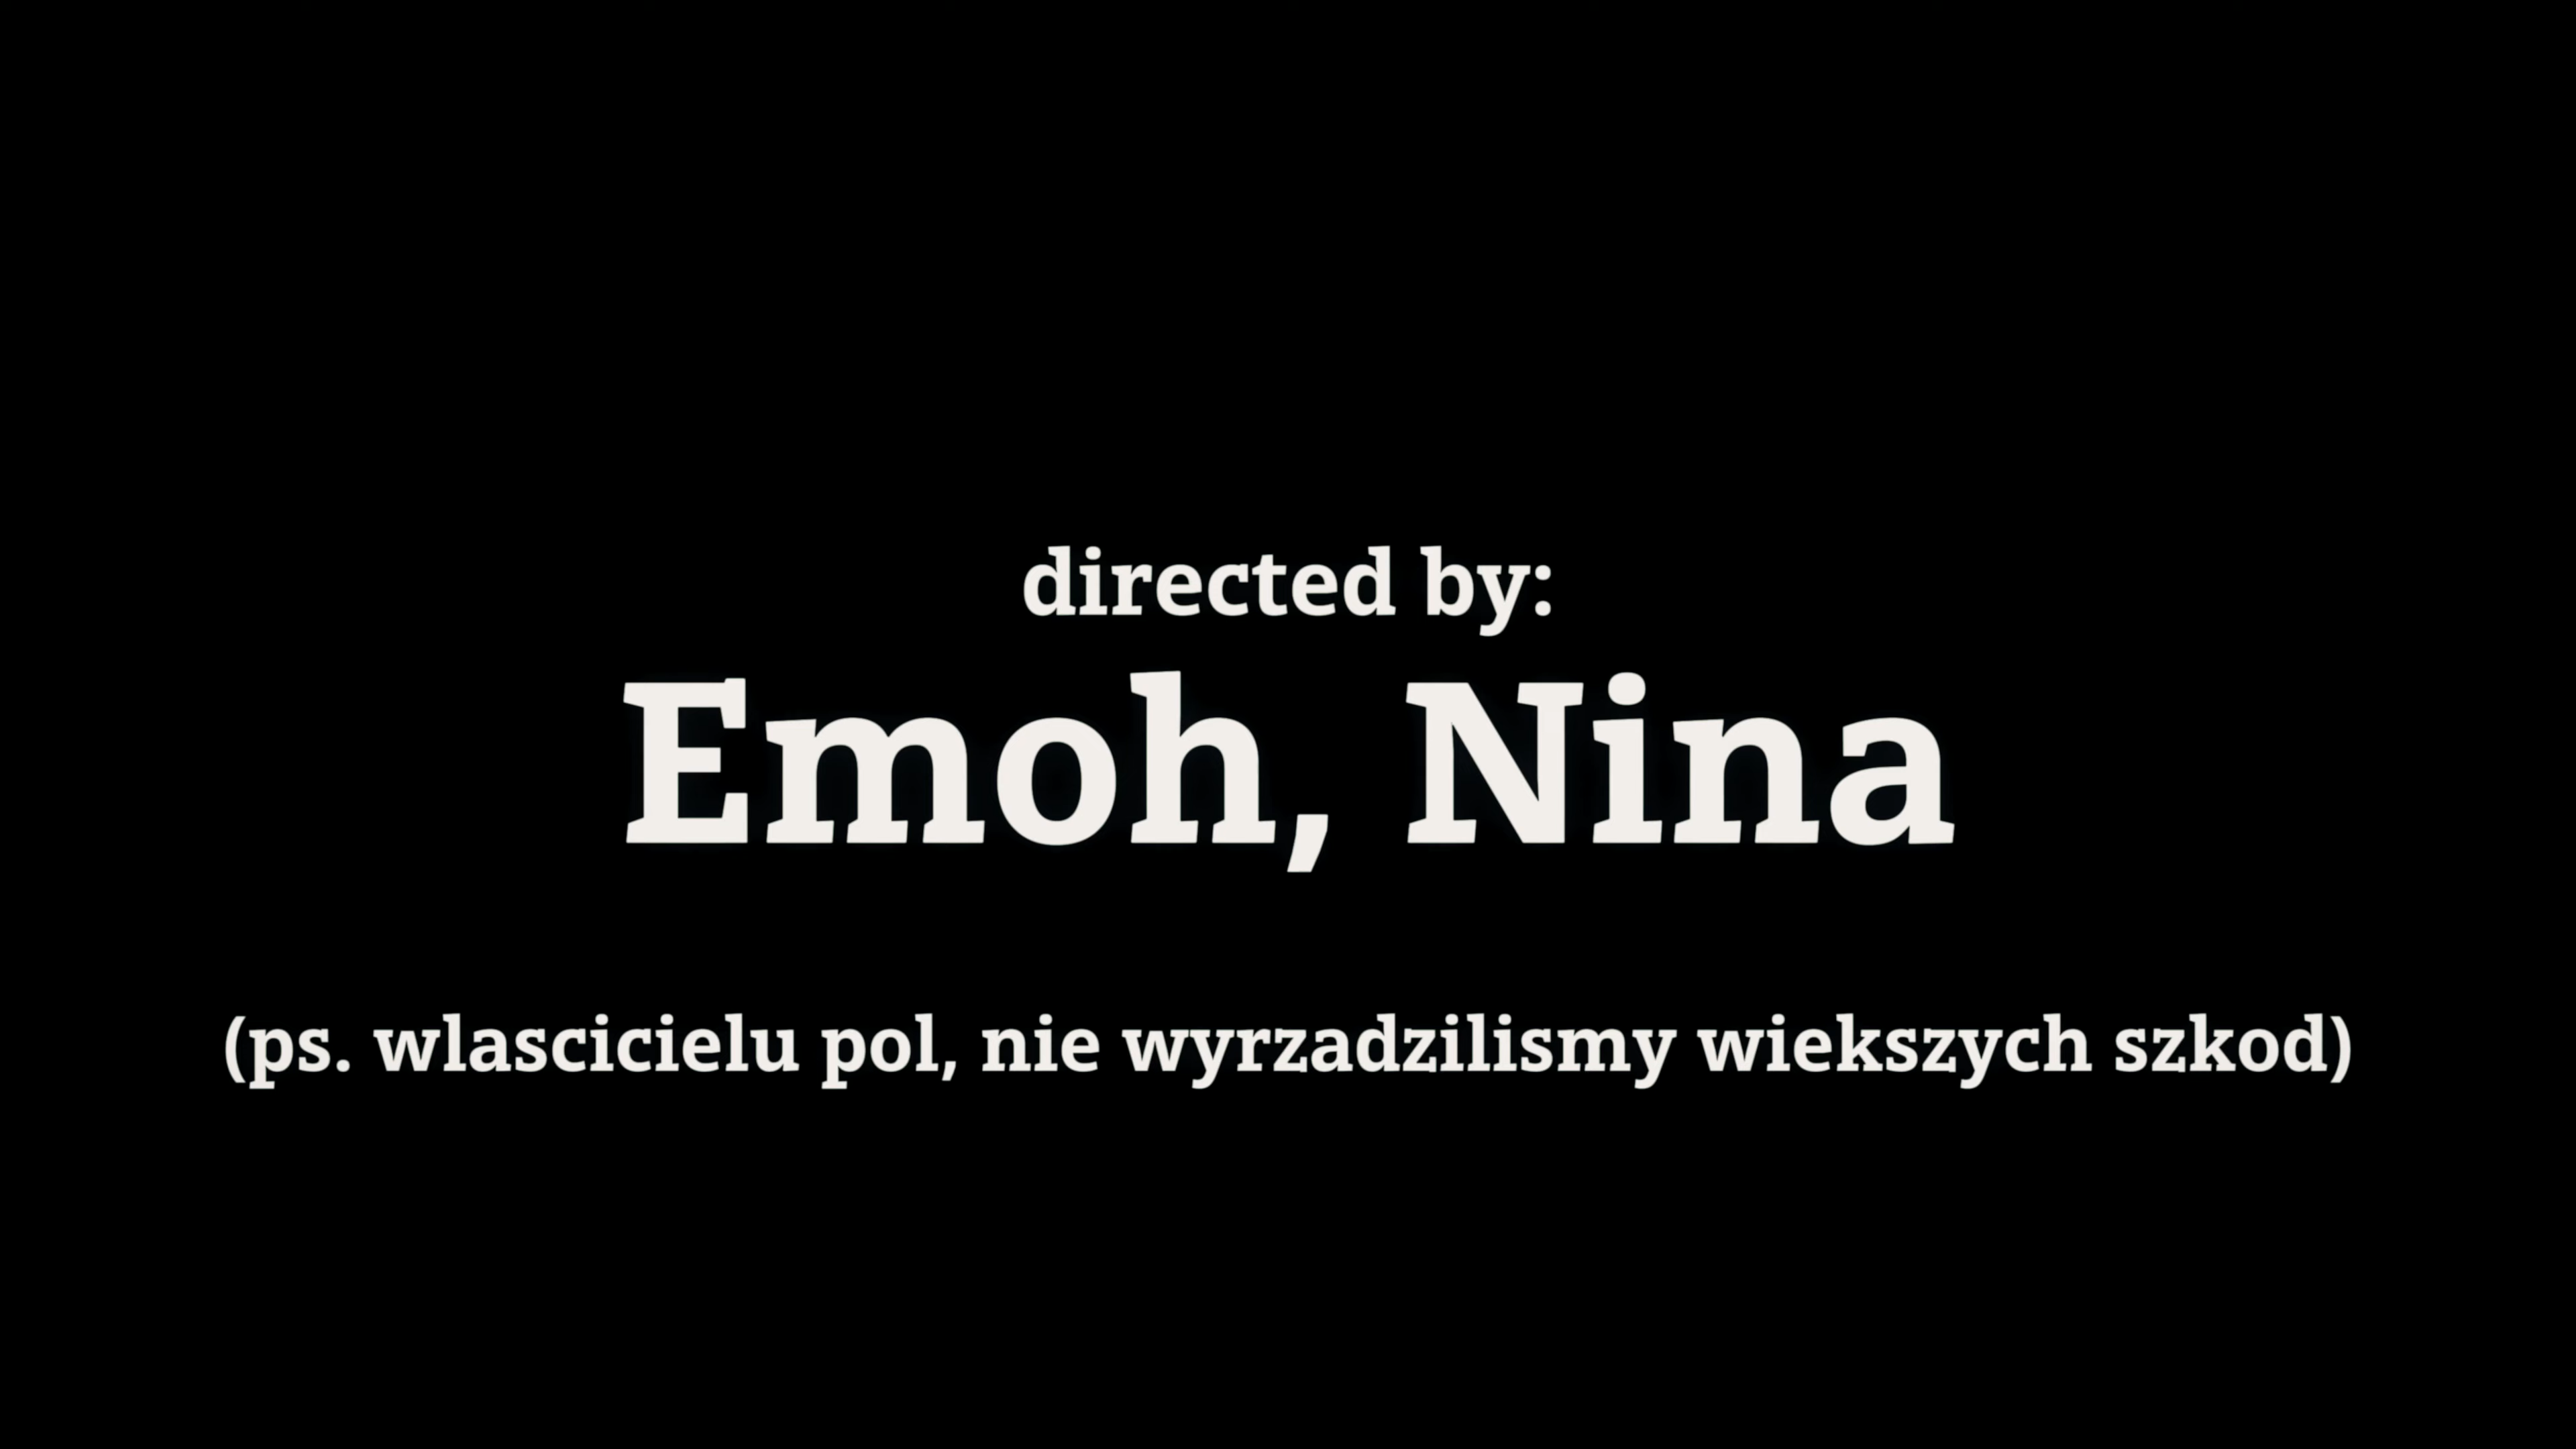 directed by:
Emoh, Nina
(ps. wlascicielu pol, nie wyrzadzilismy wiekszych szkod)